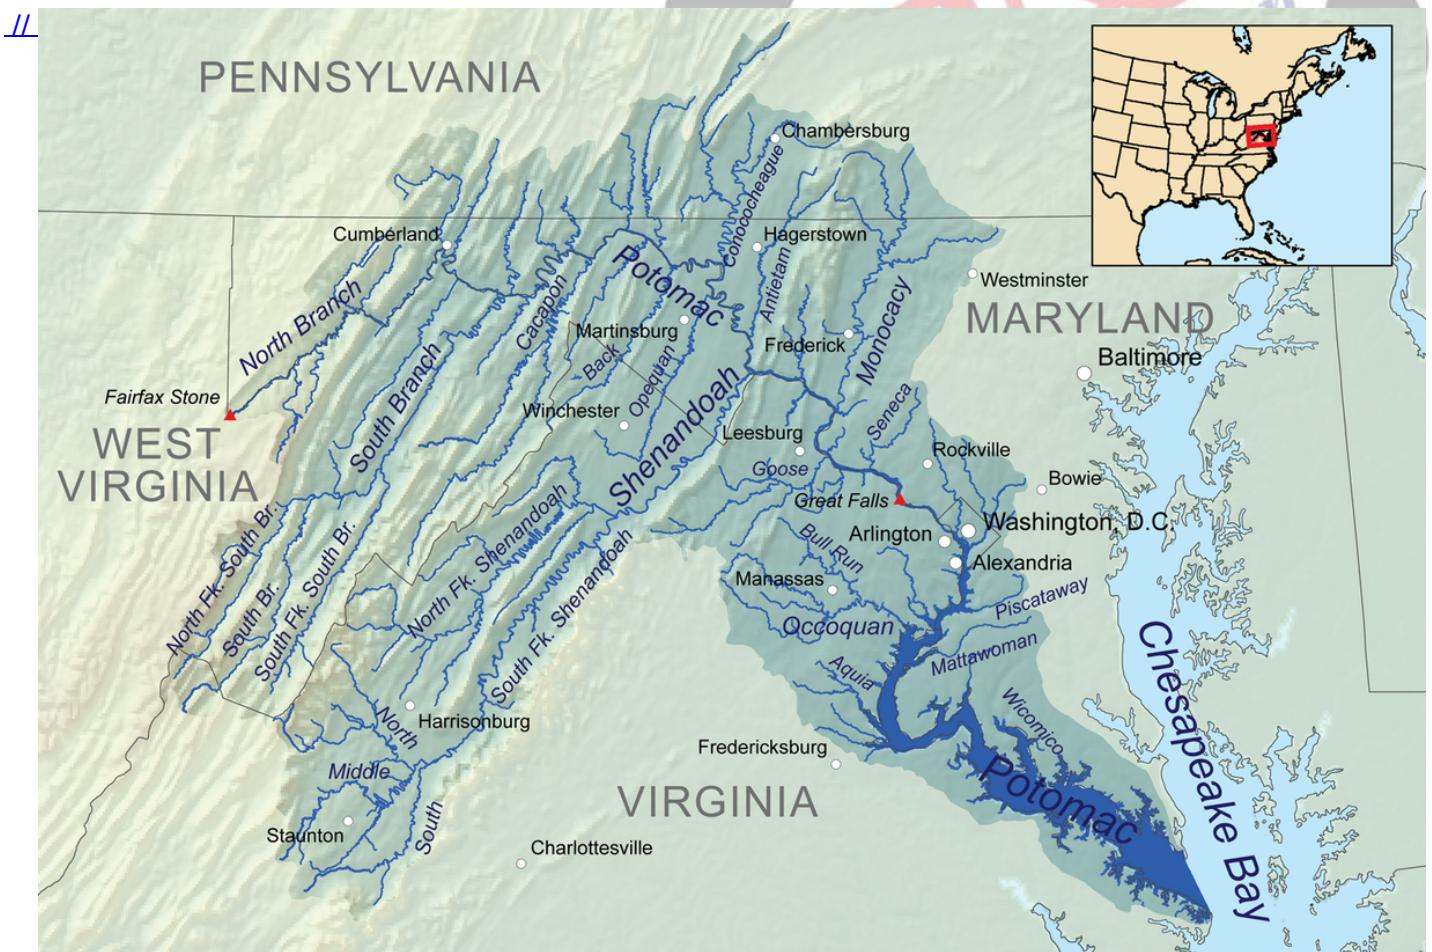 //
PENNSYLVANIA
Chambersburg
Conococheague
Cumberland
Hagerstown
Potomac
Antietam
Westminster
North Branch
Cacapon
Monocacy
MARYLAND
Martinsburg
Frederick
Baltimore
Back
Opequan
South Branch
Fairfax Stone
Winchester
Shenandoah
Seneca
WEST
VIRGINIA
Leesburg
Rockville
Goose
Bowie
Great Falls
North Fk. South Br.
South Br.
South Fk. South Br.
North Fk. Shenandoah
South Fk. Shenandoah
Arlington
Washington, D.C.
Bull Run
Alexandria
Manassas
Piscataway
Occoquan
Mattawoman
Aquia
Wicomico
Chesapeake Bay
Harrisonburg
North
Fredericksburg
Middle
Potomac
VIRGINIA
South
Staunton
Charlottesville